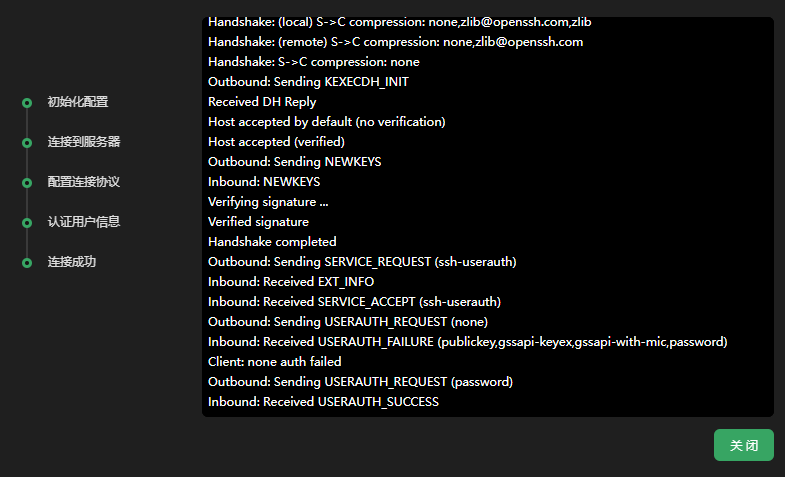 初始化配置
连接到服务器
配置连接协议
认证用户信息
连接成功
Handshake: (local) S->C compression: none,zlib@openssh.com,zlib
Handshake: (remote) S->C compression: none,zlib@openssh.com
Handshake: S->C compression: none
Outbound: Sending KEXECDH_INIT
Received DH Reply
Host accepted by default (no verification)
Host accepted (verified)
Outbound: Sending NEWKEYS
Inbound: NEWKEYS
Verifying signature ...
Verified signature
Handshake completed
Outbound: Sending SERVICE_REQUEST (ssh-userauth)
Inbound: Received EXT_INFO
Inbound: Received SERVICE_ACCEPT (ssh-userauth)
Outbound: Sending USERAUTH_REQUEST (none)
Inbound: Received USERAUTH_FAILURE (publickey,gssapi-keyex,gssapi-with-mic,password)
Client: none auth failed
Outbound: Sending USERAUTH_REQUEST (password)
Inbound: Received USERAUTH_SUCCESS
关闭